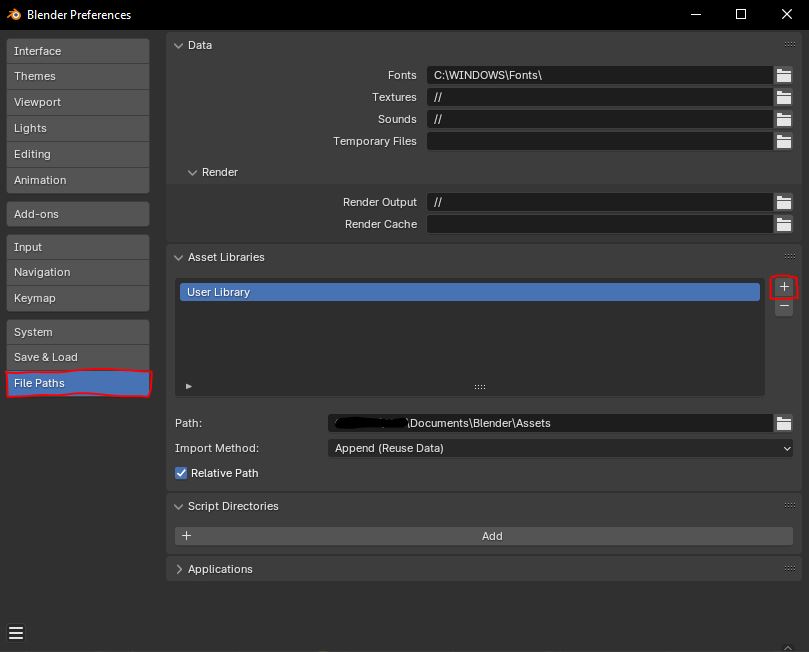 Blender Preferences
Interface
Themes
Viewport
Lights
Editing
Animation
Add-ons
Input
Navigation
Keymap
System
Save & Load
File Paths
Data
Fonts C:\WINDOWS\Fonts\
Textures //
Sounds //
Temporary Files
Render
Render Output //
Render Cache
Asset Libraries
User Library
Path: \Documents\Blender\Assets
Import Method: Append (Reuse Data)
Relative Path
Script Directories
Add
Applications